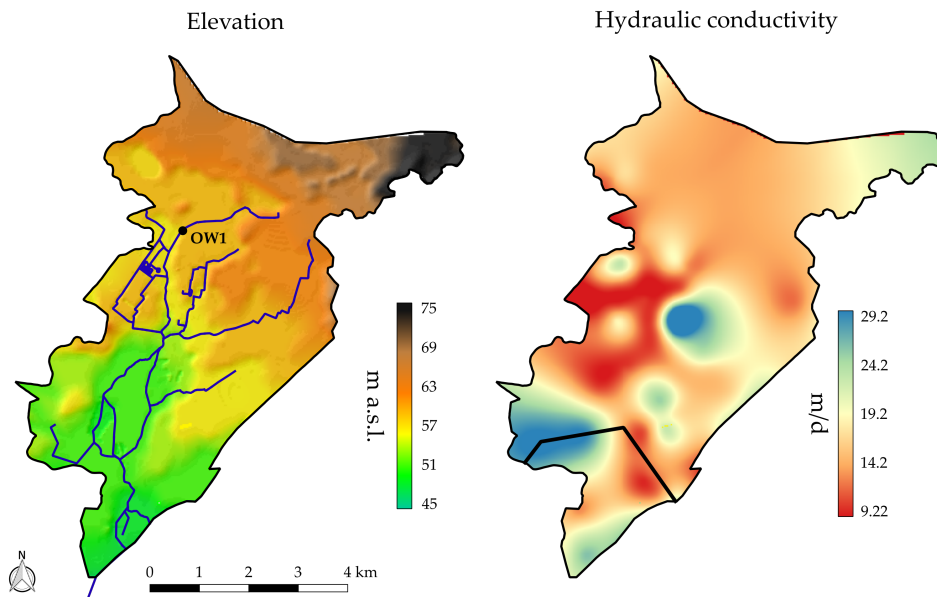 Elevation
Hydraulic conductivity
OW1
75
69
63
57
51
45
m a.s.l.
29.2
24.2
19.2
14.2
9.22
m/d
N
0 1 2 3 4 km